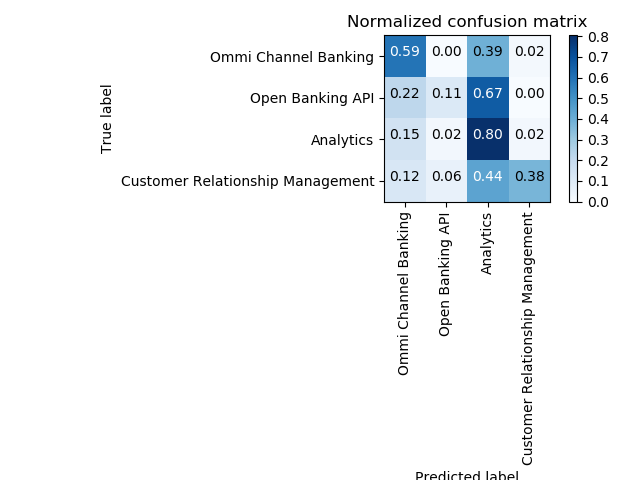 Normalized confusion matrix
True label
Ommi Channel Banking 0.59 0.00 0.39 0.02
Open Banking API 0.22 0.11 0.67 0.00
Analytics 0.15 0.02 0.80 0.02
Customer Relationship Management 0.12 0.06 0.44 0.38
Ommi Channel Banking
Open Banking API
Analytics
Customer Relationship Management
Predicted label
0.8
0.7
0.6
0.5
0.4
0.3
0.2
0.1
0.0